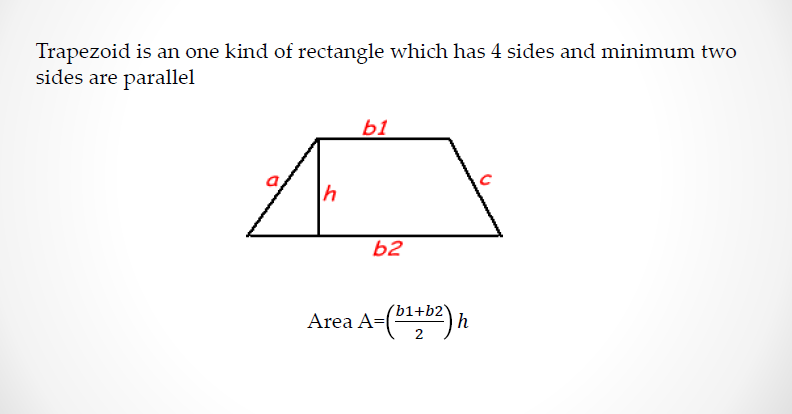 Trapezoid is an one kind of rectangle which has 4 sides and minimum two
sides are parallel
b1
a
c
h
b2
Area A=(b1+b2/2) h